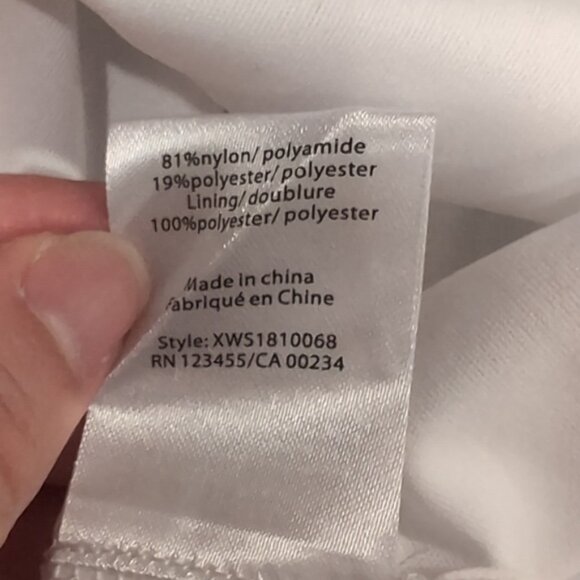 81%nylon/polyamide
19%polyester/polyester
Lining/doublure
100%polyester/polyester
Made in china
Fabriqué en Chine
Style: XWS1810068
RN 123455/CA 00234